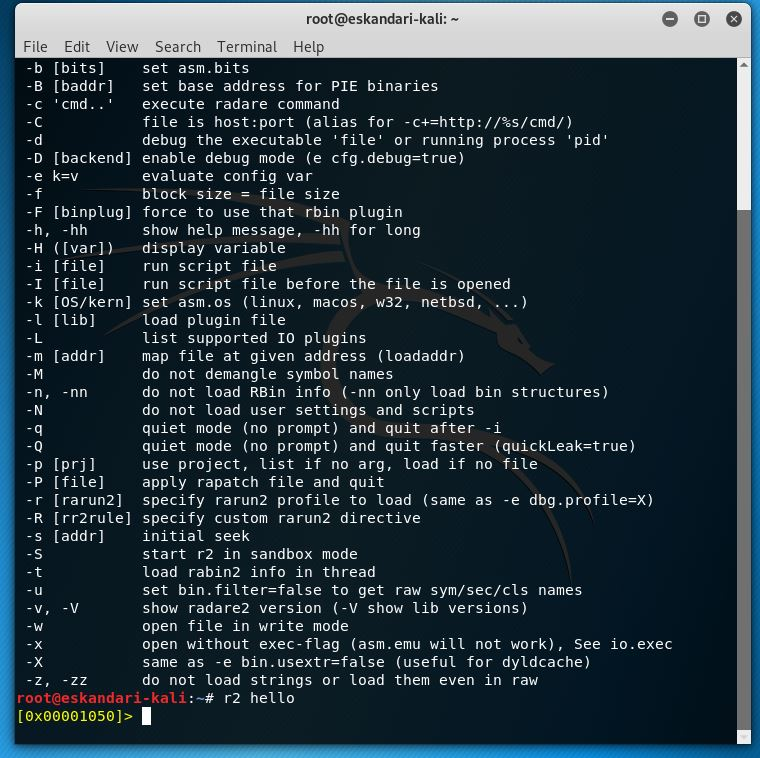 root@eskandari-kali: ~
File Edit View Search Terminal Help
-b [bits] set asm.bits
-B [baddr] set base address for PIE binaries
-c 'cmd..' execute radare command
-C file is host:port (alias for -c+=http://%s/cmd/)
-d debug the executable 'file' or running process 'pid'
-D [backend] enable debug mode (e cfg.debug=true)
-e k=v evaluate config var
-f block size = file size
-F [binplug] force to use that rbin plugin
-h, -hh show help message, -hh for long
-H ([var]) display variable
-i [file] run script file
-I [file] run script file before the file is opened
-k [OS/kern] set asm.os (linux, macos, w32, netbsd, ...)
-l [lib] load plugin file
-L list supported IO plugins
-m [addr] map file at given address (loadaddr)
-M do not demangle symbol names
-n, -nn do not load RBin info (-nn only load bin structures)
-N do not load user settings and scripts
-q quiet mode (no prompt) and quit after -i
-Q quiet mode (no prompt) and quit faster (quickLeak=true)
-p [prj] use project, list if no arg, load if no file
-P [file] apply rapatch file and quit
-r [rarun2] specify rarun2 profile to load (same as -e dbg.profile=X)
-R [rr2rule] specify custom rarun2 directive
-s [addr] initial seek
-S start r2 in sandbox mode
-t load rabin2 info in thread
-u set bin.filter=false to get raw sym/sec/cls names
-v, -V show radare2 version (-V show lib versions)
-w open file in write mode
-x open without exec-flag (asm.emu will not work), See io.exec
-X same as -e bin.usextr=false (useful for dyldcache)
-z, -zz do not load strings or load them even in raw
root@eskandari-kali:~# r2 hello
[0x00001050]>